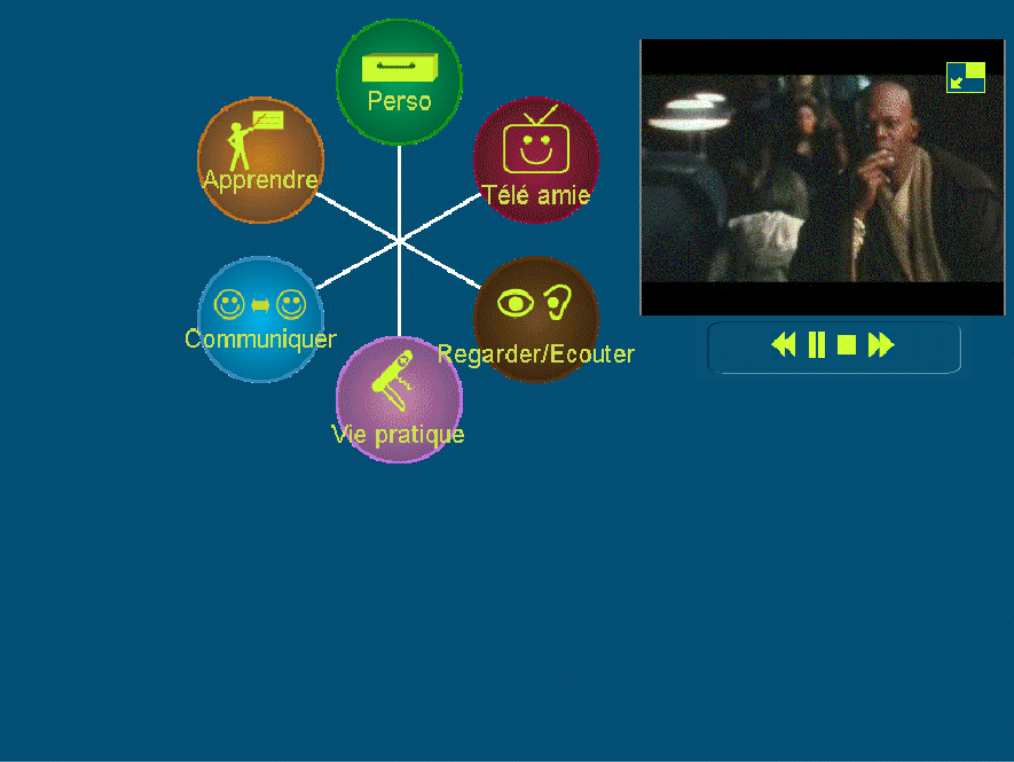 Perso
Apprendre
Télé amie
Communiquer
Regarder/Ecouter
Vie pratique